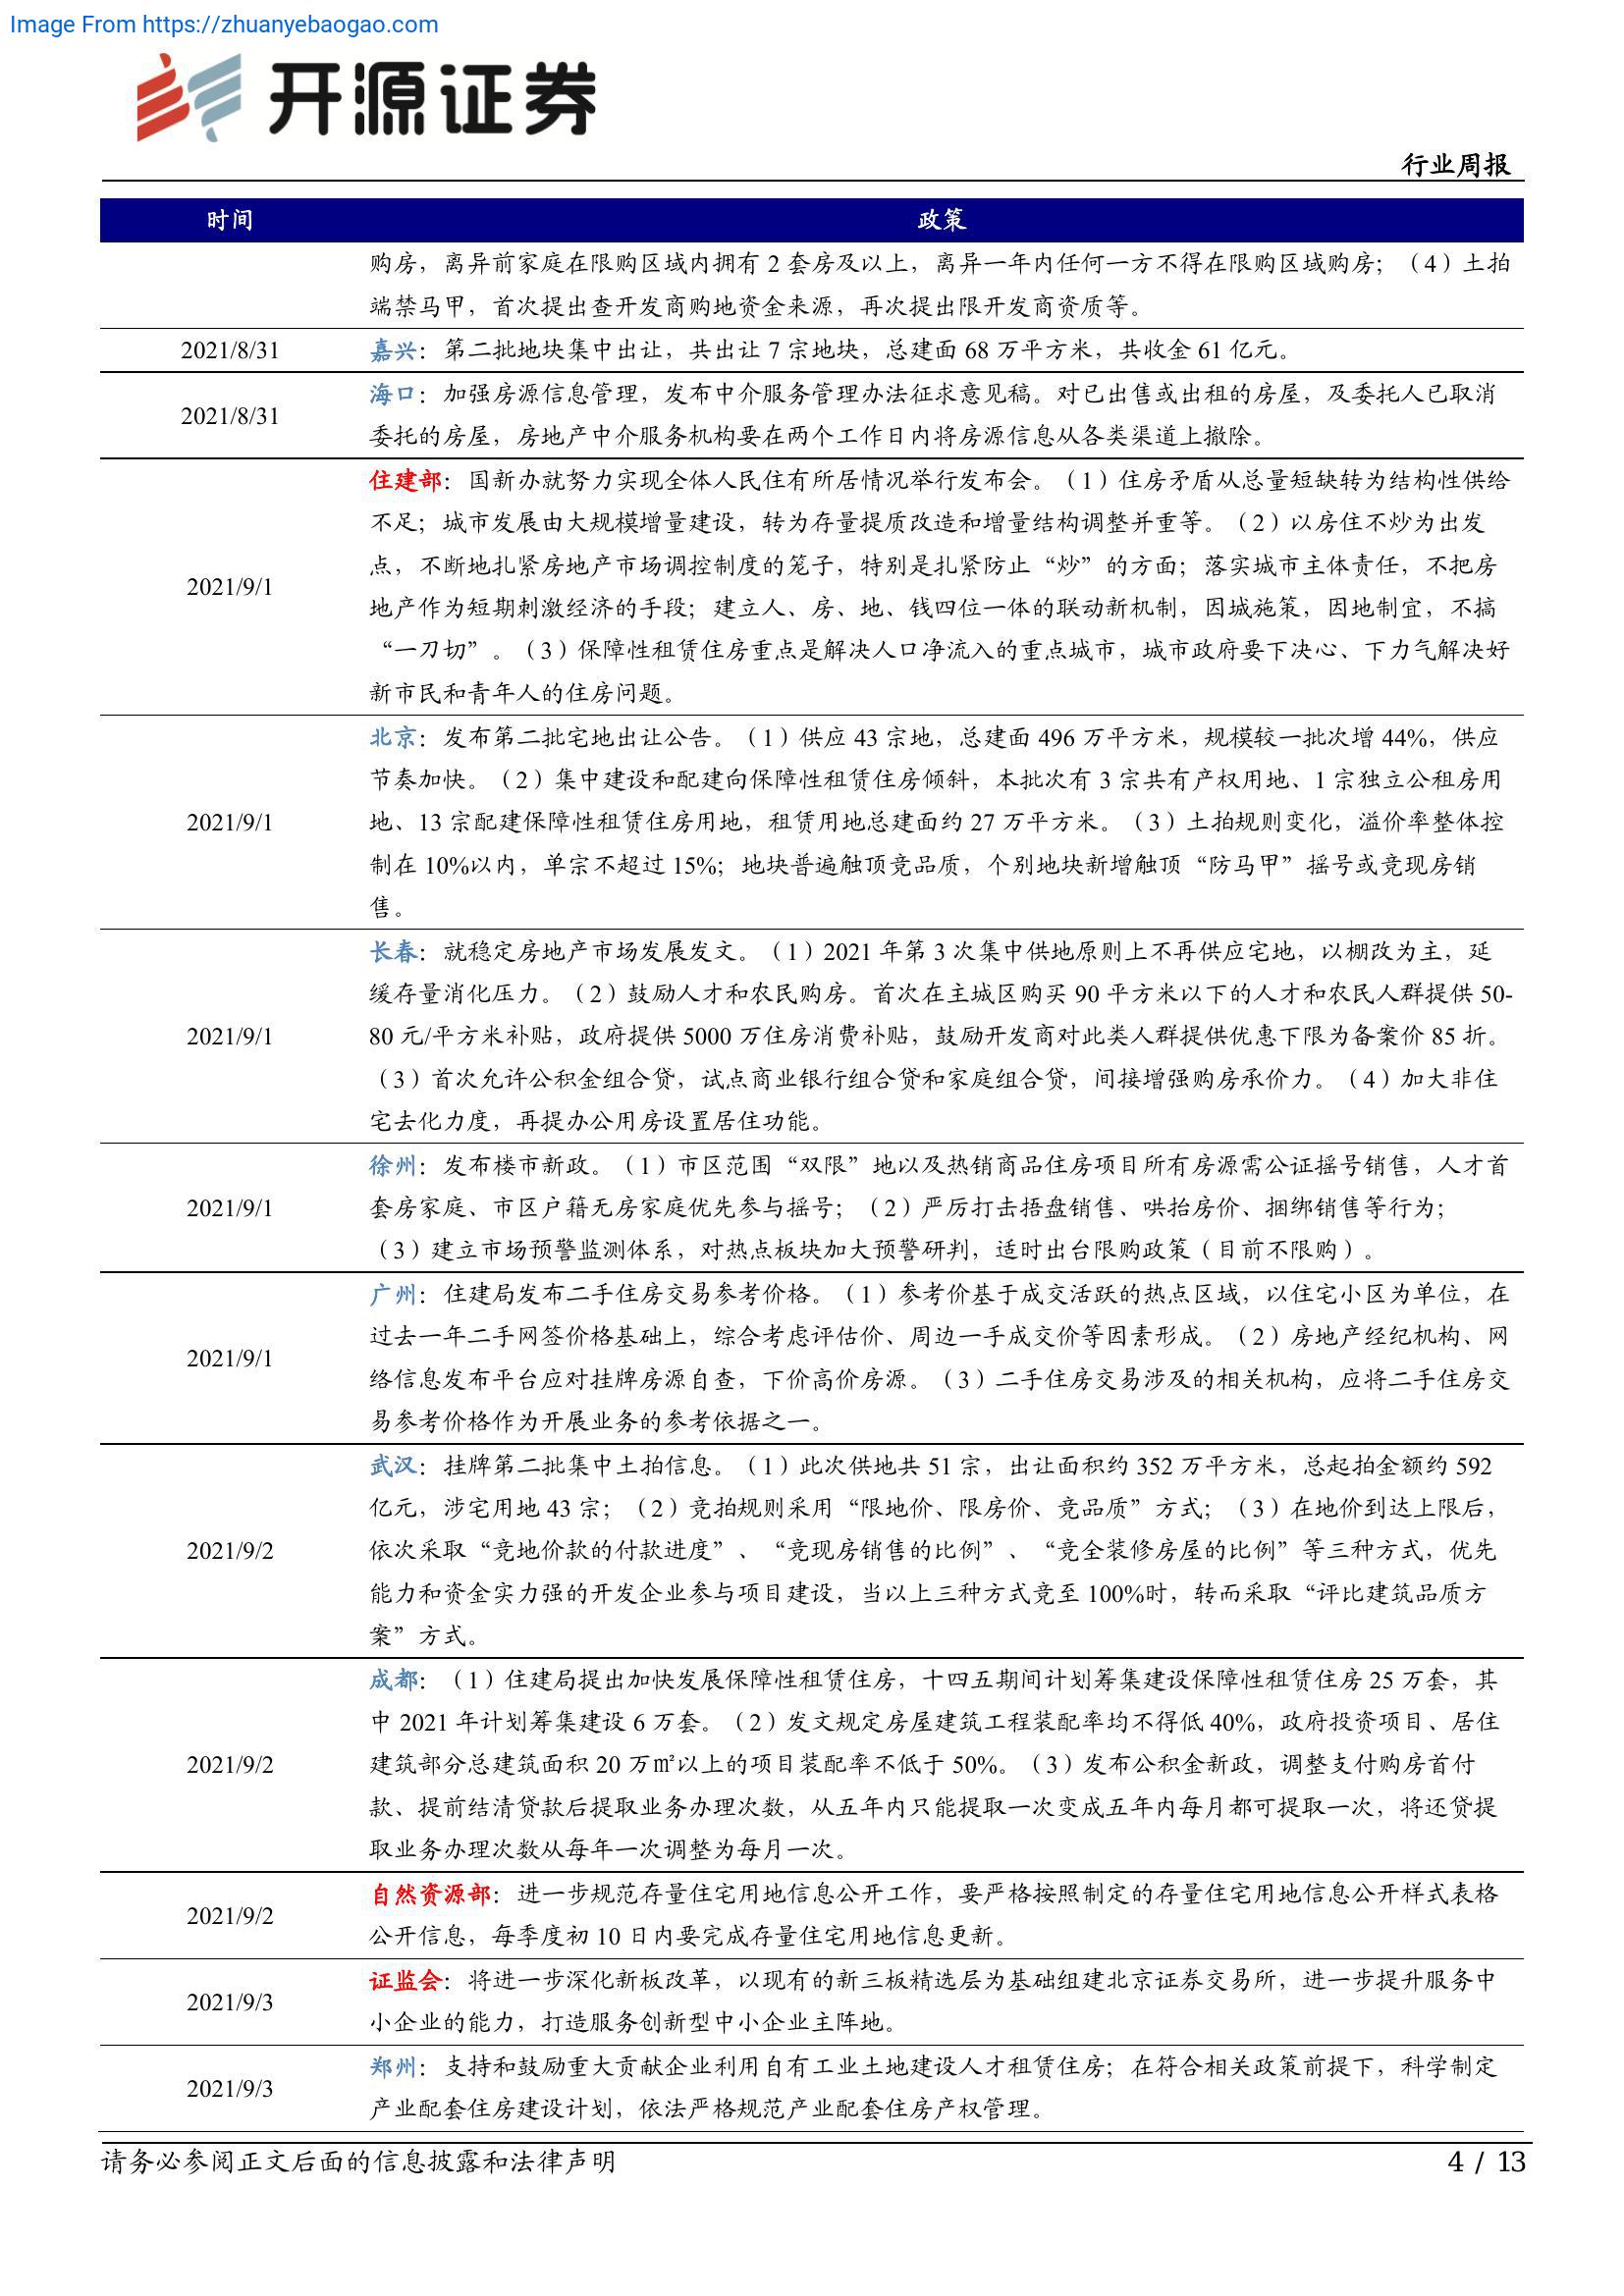 Image From https://zhuanyebaogao.com
开源证券
行业周报
时间 政策
购房，离异前家庭在限购区域内拥有 2 套房及以上，离异一年内任何一方不得在限购区域购房；（4）土拍
端禁马甲，首次提出查开发商购地资金来源，再次提出限开发商资质等。
2021/8/31 嘉兴：第二批地块集中出让，共出让 7 宗地块，总建面 68 万平方米，共收金 61 亿元。
2021/8/31
海口：加强房源信息管理，发布中介服务管理办法征求意见稿。对已出售或出租的房屋，及委托人已取消
委托的房屋，房地产中介服务机构要在两个工作日内将房源信息从各类渠道上撤除。
2021/9/1
住建部：国新办就努力实现全体人民住有所居情况举行发布会。（1）住房矛盾从总量短缺转为结构性供给
不足；城市发展由大规模增量建设，转为存量提质改造和增量结构调整并重等。（2）以房住不炒为出发
点，不断地扎紧房地产市场调控制度的笼子，特别是扎紧防止“炒”的方面；落实城市主体责任，不把房
地产作为短期刺激经济的手段；建立人、房、地、钱四位一体的联动新机制，因城施策，因地制宜，不搞
“一刀切”。（3）保障性租赁住房重点是解决人口净流入的重点城市，城市政府要下决心、下力气解决好
新市民和青年人的住房问题。
2021/9/1
北京：发布第二批宅地出让公告。（1）供应 43 宗地，总建面 496 万平方米，规模较一批次增 44%，供应
节奏加快。（2）集中建设和配建向保障性租赁住房倾斜，本批次有 3 宗共有产权用地、1 宗独立公租房用
地、13 宗配建保障性租赁住房用地，租赁用地总建面约 27 万平方米。（3）土拍规则变化，溢价率整体控
制在 10%以内，单宗不超过 15%；地块普遍触顶竞品质，个别地块新增触顶“防马甲”摇号或竞现房销
售。
2021/9/1
长春：就稳定房地产市场发展发文。（1）2021 年第 3 次集中供地原则上不再供应宅地，以棚改为主，延
缓存量消化压力。（2）鼓励人才和农民购房。首次在主城区购买 90 平方米以下的人才和农民人群提供 50-
80 元/平方米补贴，政府提供 5000 万住房消费补贴，鼓励开发商对此类人群提供优惠下限为备案价 85 折。
（3）首次允许公积金组合贷，试点商业银行组合贷和家庭组合贷，间接增强购房承价力。（4）加大非住
宅去化力度，再提办公用房设置居住功能。
2021/9/1
徐州：发布楼市新政。（1）市区范围“双限”地以及热销商品住房项目所有房源需公证摇号销售，人才首
套房家庭、市区户籍无房家庭优先参与摇号；（2）严厉打击捂盘销售、哄抬房价、捆绑销售等行为；
（3）建立市场预警监测体系，对热点板块加大预警研判，适时出台限购政策（目前不限购）。
2021/9/1
广州：住建局发布二手住房交易参考价格。（1）参考价基于成交活跃的热点区域，以住宅小区为单位，在
过去一年二手网签价格基础上，综合考虑评估价、周边一手成交价等因素形成。（2）房地产经纪机构、网
络信息发布平台应对挂牌房源自查，下价高价房源。（3）二手住房交易涉及的相关机构，应将二手住房交
易参考价格作为开展业务的参考依据之一。
2021/9/2
武汉：挂牌第二批集中土拍信息。（1）此次供地共 51 宗，出让面积约 352 万平方米，总起拍金额约 592
亿元，涉宅用地 43 宗；（2）竞拍规则采用“限地价、限房价、竞品质”方式；（3）在地价到达上限后，
依次采取“竞地价款的付款进度”、“竞现房销售的比例”、“竞全装修房屋的比例”等三种方式，优先
能力和资金实力强的开发企业参与项目建设，当以上三种方式竞至 100%时，转而采取“评比建筑品质方
案”方式。
2021/9/2
成都：（1）住建局提出加快发展保障性租赁住房，十四五期间计划筹集建设保障性租赁住房 25 万套，其
中 2021 年计划筹集建设 6 万套。（2）发文规定房屋建筑工程装配率均不得低 40%，政府投资项目、居住
建筑部分总建筑面积 20 万㎡以上的项目装配率不低于 50%。（3）发布公积金新政，调整支付购房首付
款、提前结清贷款后提取业务办理次数，从五年内只能提取一次变成五年内每月都可提取一次，将还贷提
取业务办理次数从每年一次调整为每月一次。
2021/9/2
自然资源部：进一步规范存量住宅用地信息公开工作，要严格按照制定的存量住宅用地信息公开样式表格
公开信息，每季度初 10 日内要完成存量住宅用地信息更新。
2021/9/3
证监会：将进一步深化新板改革，以现有的新三板精选层为基础组建北京证券交易所，进一步提升服务中
小企业的能力，打造服务创新型中小企业主阵地。
2021/9/3
郑州：支持和鼓励重大贡献企业利用自有工业土地建设人才租赁住房；在符合相关政策前提下，科学制定
产业配套住房建设计划，依法严格规范产业配套住房产权管理。
请务必参阅正文后面的信息披露和法律声明 4 / 13